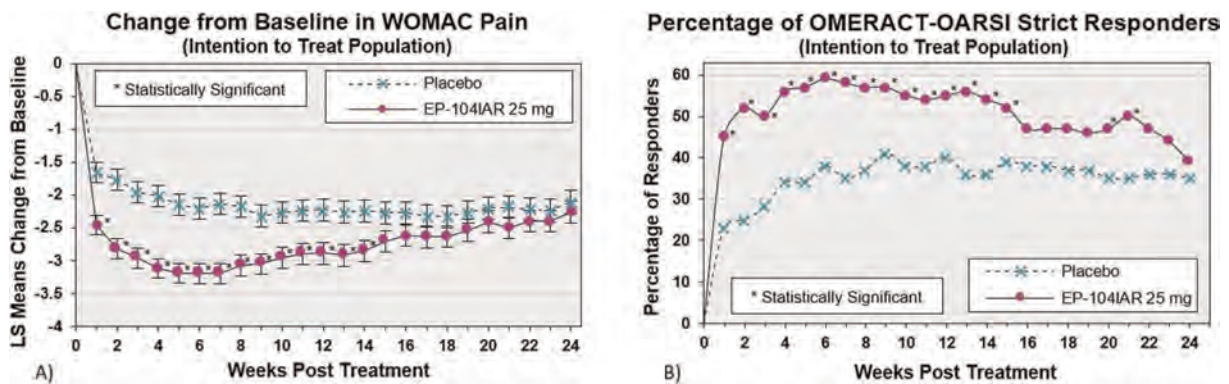 Change from Baseline in WOMAC Pain
(Intention to Treat Population)
LS Means Change from Baseline
0
-.5
-1
-1.5
-2
-2.5
-3
-3.5
-4
* Statistically Significant
Placebo
EP-104IAR 25 mg
0 2 4 6 8 10 12 14 16 18 20 22 24
Weeks Post Treatment
A)
Percentage of OMERACT-OARSI Strict Responders
(Intention to Treat Population)
Percentage of Responders
60
50
40
30
20
10
0
* Statistically Significant
Placebo
EP-104IAR 25 mg
0 2 4 6 8 10 12 14 16 18 20 22 24
Weeks Post Treatment
B)